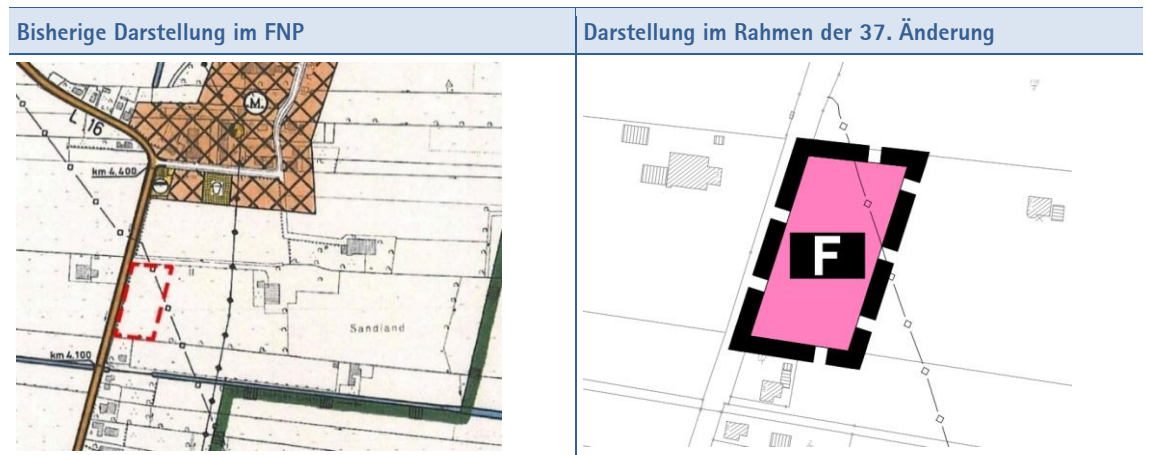 Bisherige Darstellung im FNP
Darstellung im Rahmen der 37. Änderung
M.
L. 16
km 4.400
Sandland
km 4.100
F